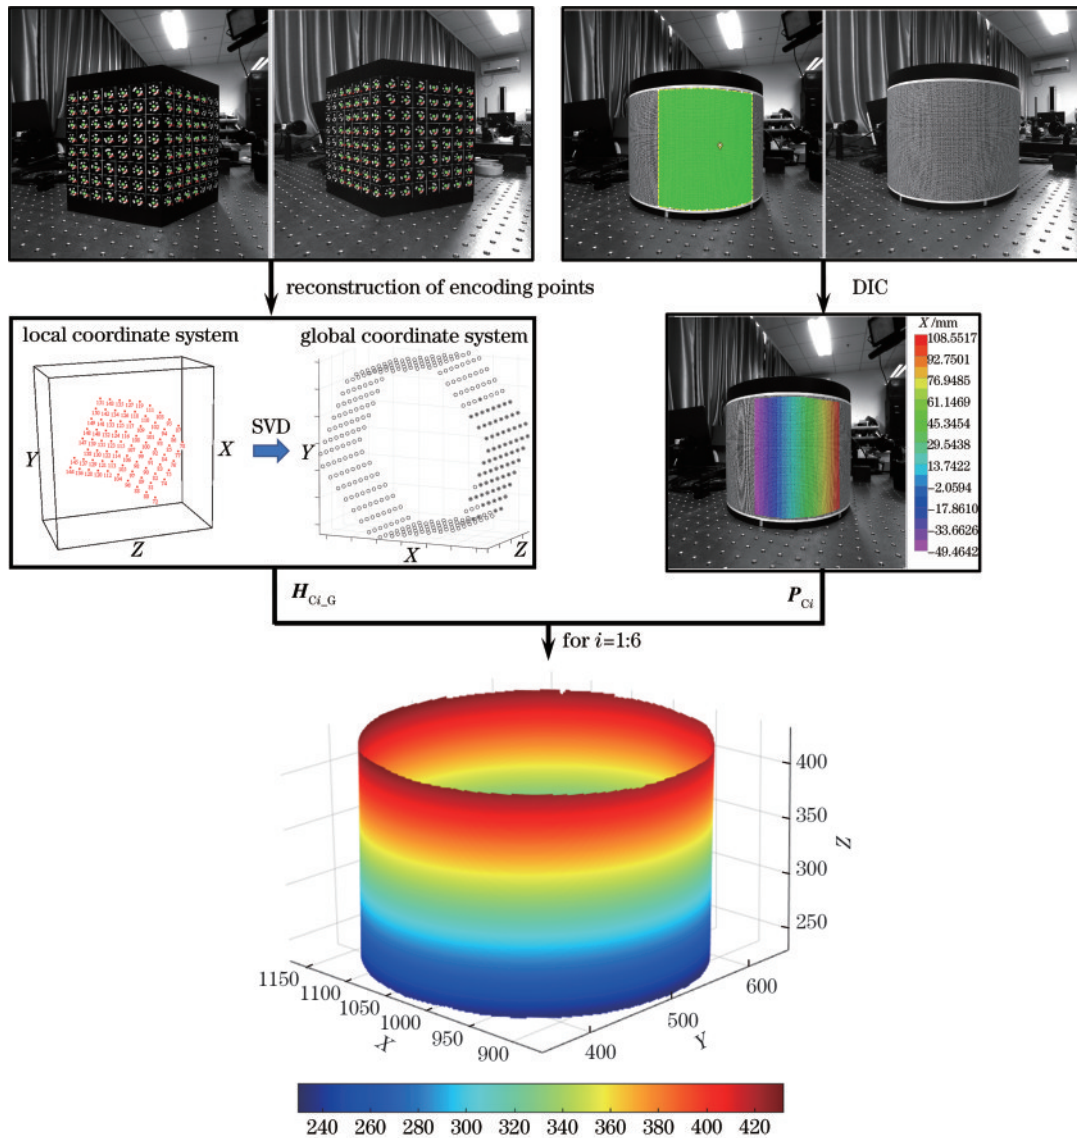 reconstruction of encoding points
DIC
local coordinate system
global coordinate system
SVD
Y
X
Z
Y
X
Z
X/mm
108.5517
92.7501
76.9485
61.1469
45.3454
29.5438
13.7422
-2.0594
-17.8610
-33.6626
-49.4642
H_Ci_G
P_Ci
for i=1:6
400
350
300
250
Z
1150
1100
1050
1000
950
900
X
400
500
600
Y
240 260 280 300 320 340 360 380 400 420